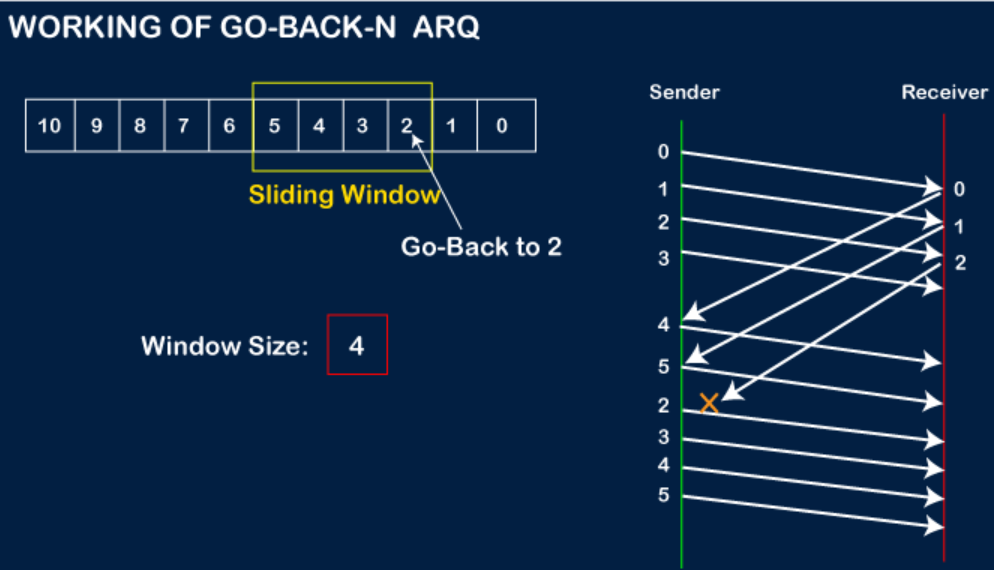 WORKING OF GO-BACK-N ARQ
10 9 8 7 6 5 4 3 2 1 0
Sliding Window
Go-Back to 2
Window Size: 4
Sender Receiver
0
1
2
3
4
5
2
3
4
5
0
1
2